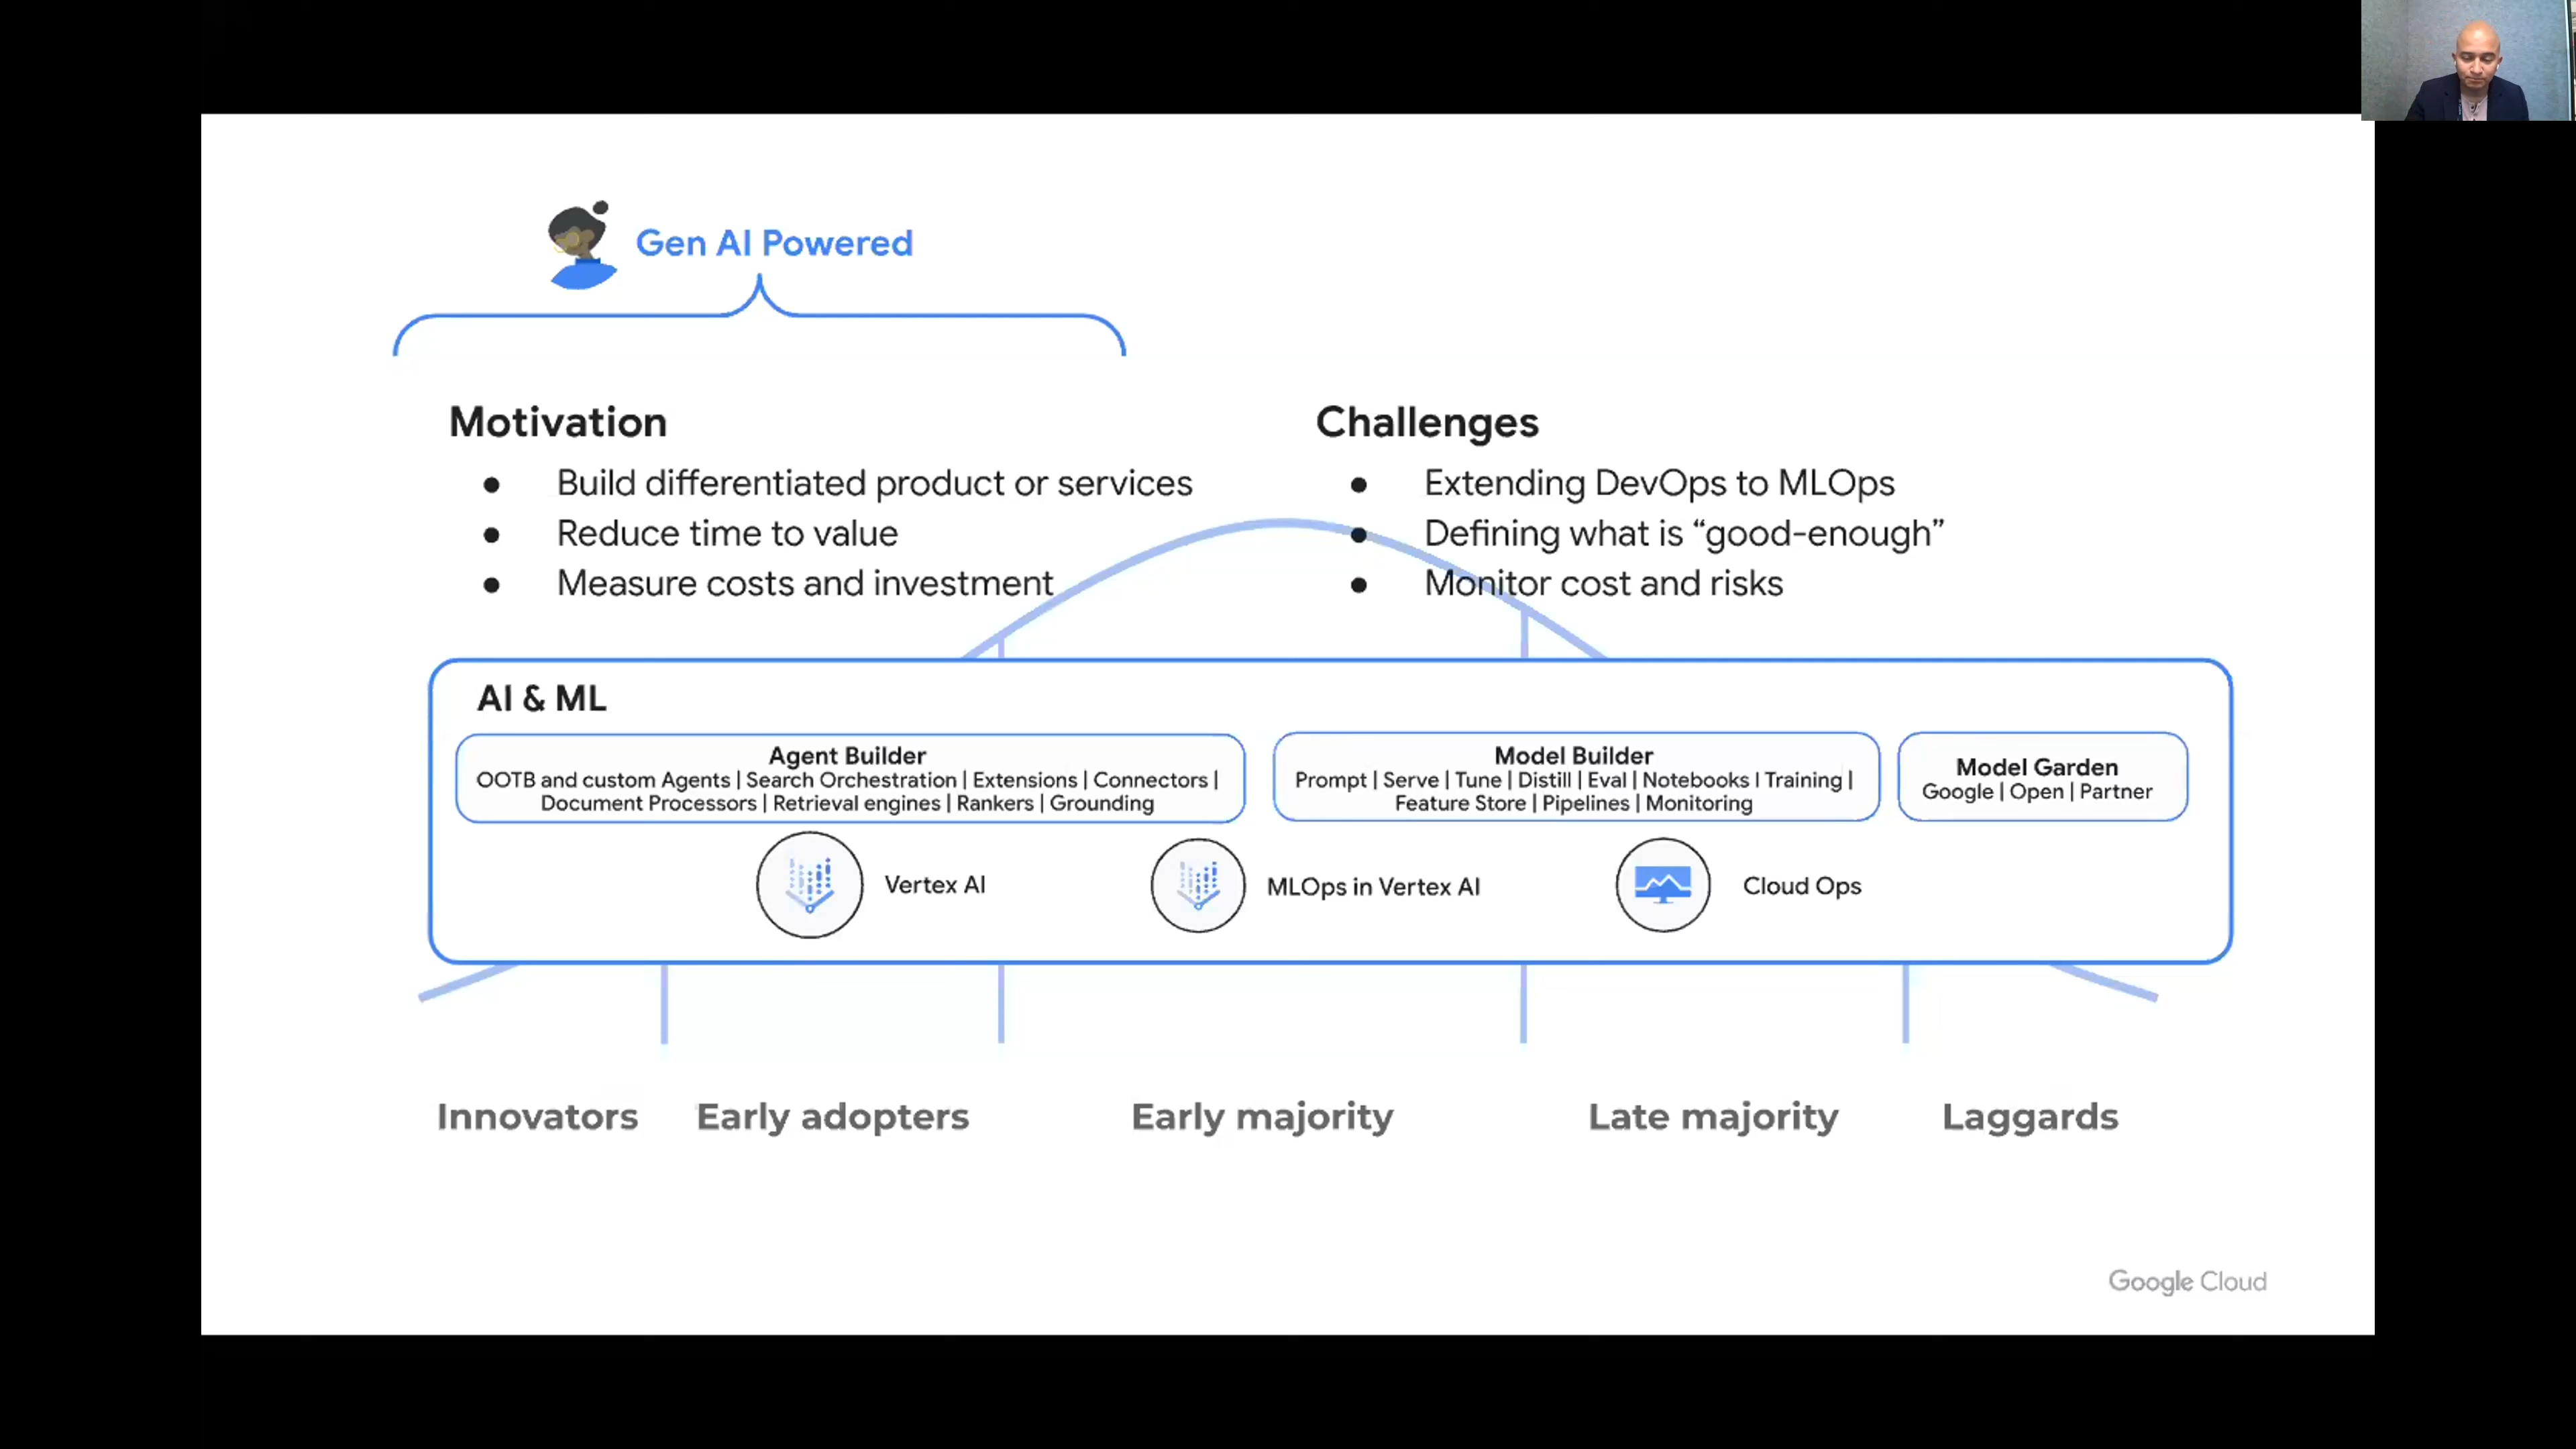 Gen AI Powered
Motivation
● Build differentiated product or services
● Reduce time to value
● Measure costs and investment
Challenges
● Extending DevOps to MLOps
● Defining what is “good-enough”
● Monitor cost and risks
AI & ML
Agent Builder
OOTB and custom Agents | Search Orchestration | Extensions | Connectors |
Document Processors | Retrieval engines | Rankers | Grounding
Model Builder
Prompt | Serve | Tune | Distill | Eval | Notebooks I Training |
Feature Store | Pipelines | Monitoring
Model Garden
Google | Open | Partner
Vertex AI
MLOps in Vertex AI
Cloud Ops
Innovators
Early adopters
Early majority
Late majority
Laggards
Google Cloud